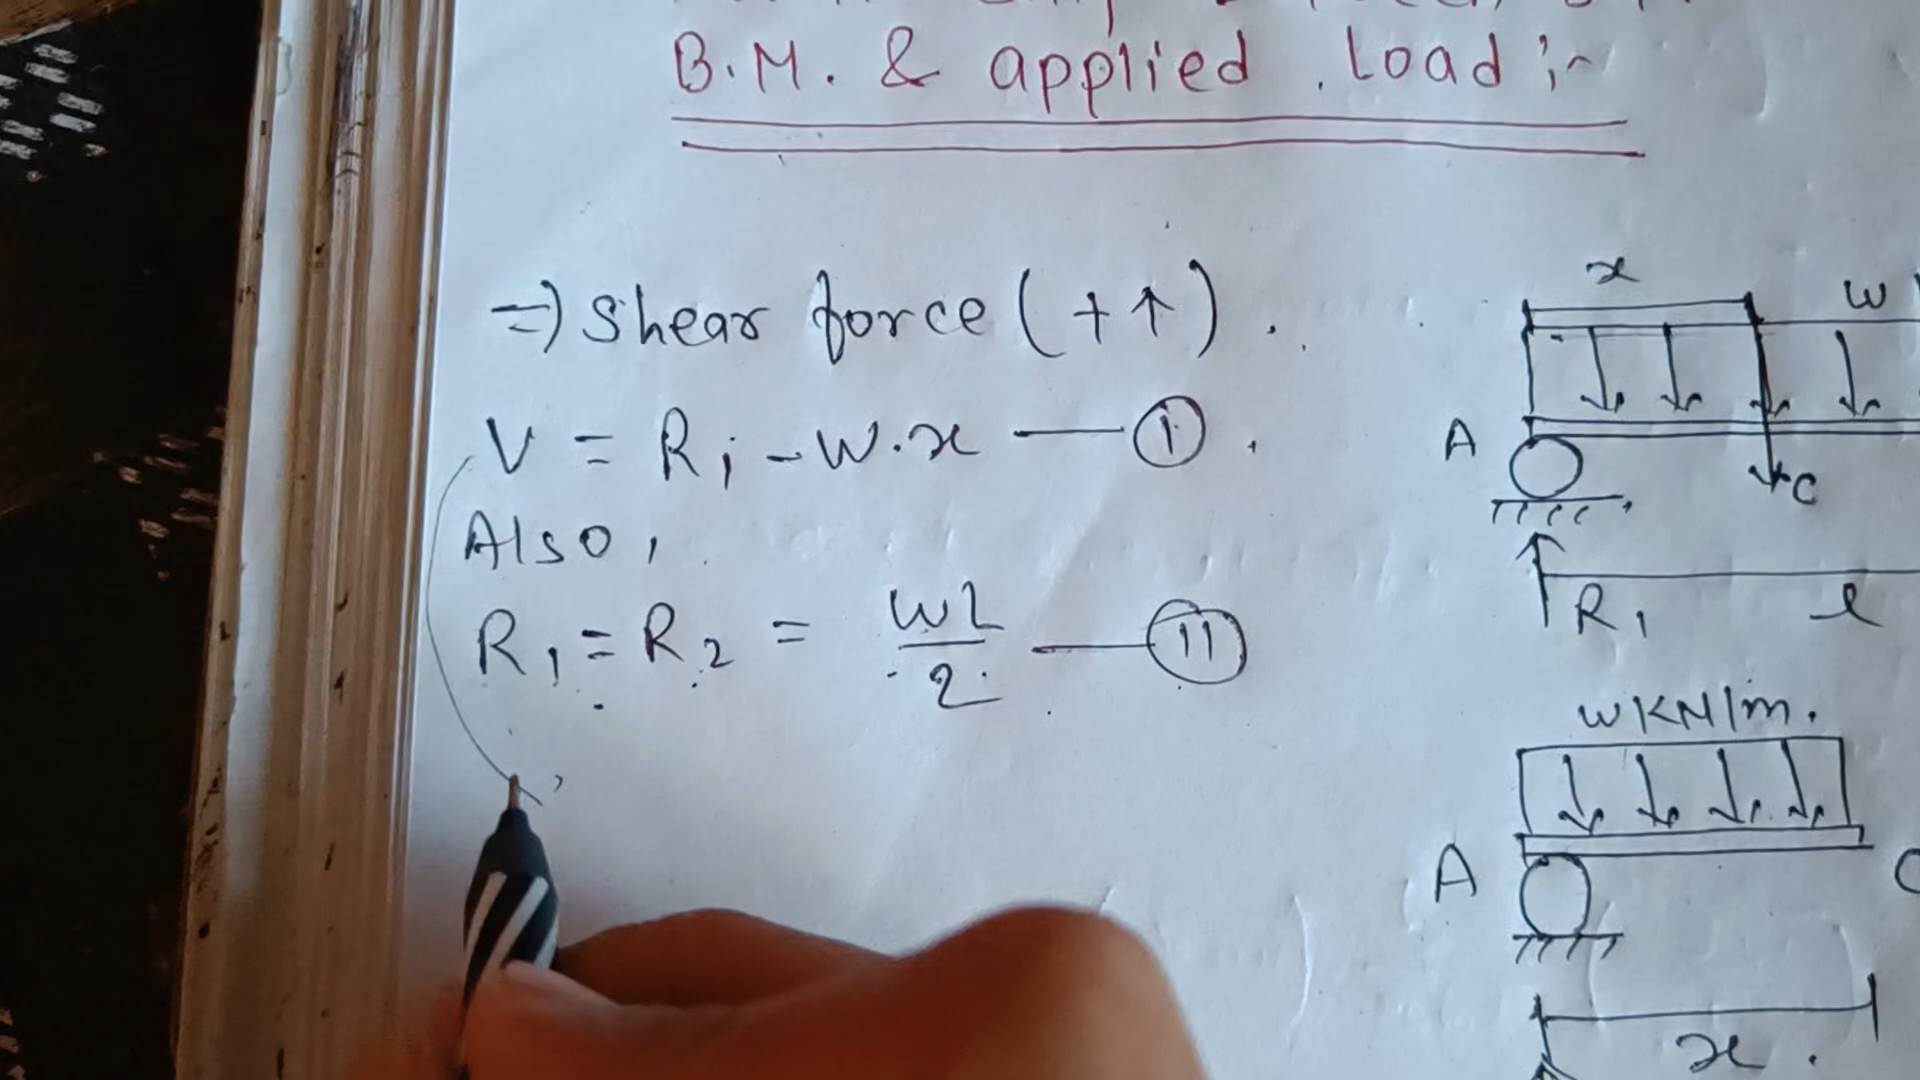 B.M. & applied . Load :-
=) Shear force (+↑) .
V = R1 - W.x — (I) .
Also,
R1 = R2 = WL/2 — (II)
x
W
A
C
R1
l
w KN/m.
A
C
x .